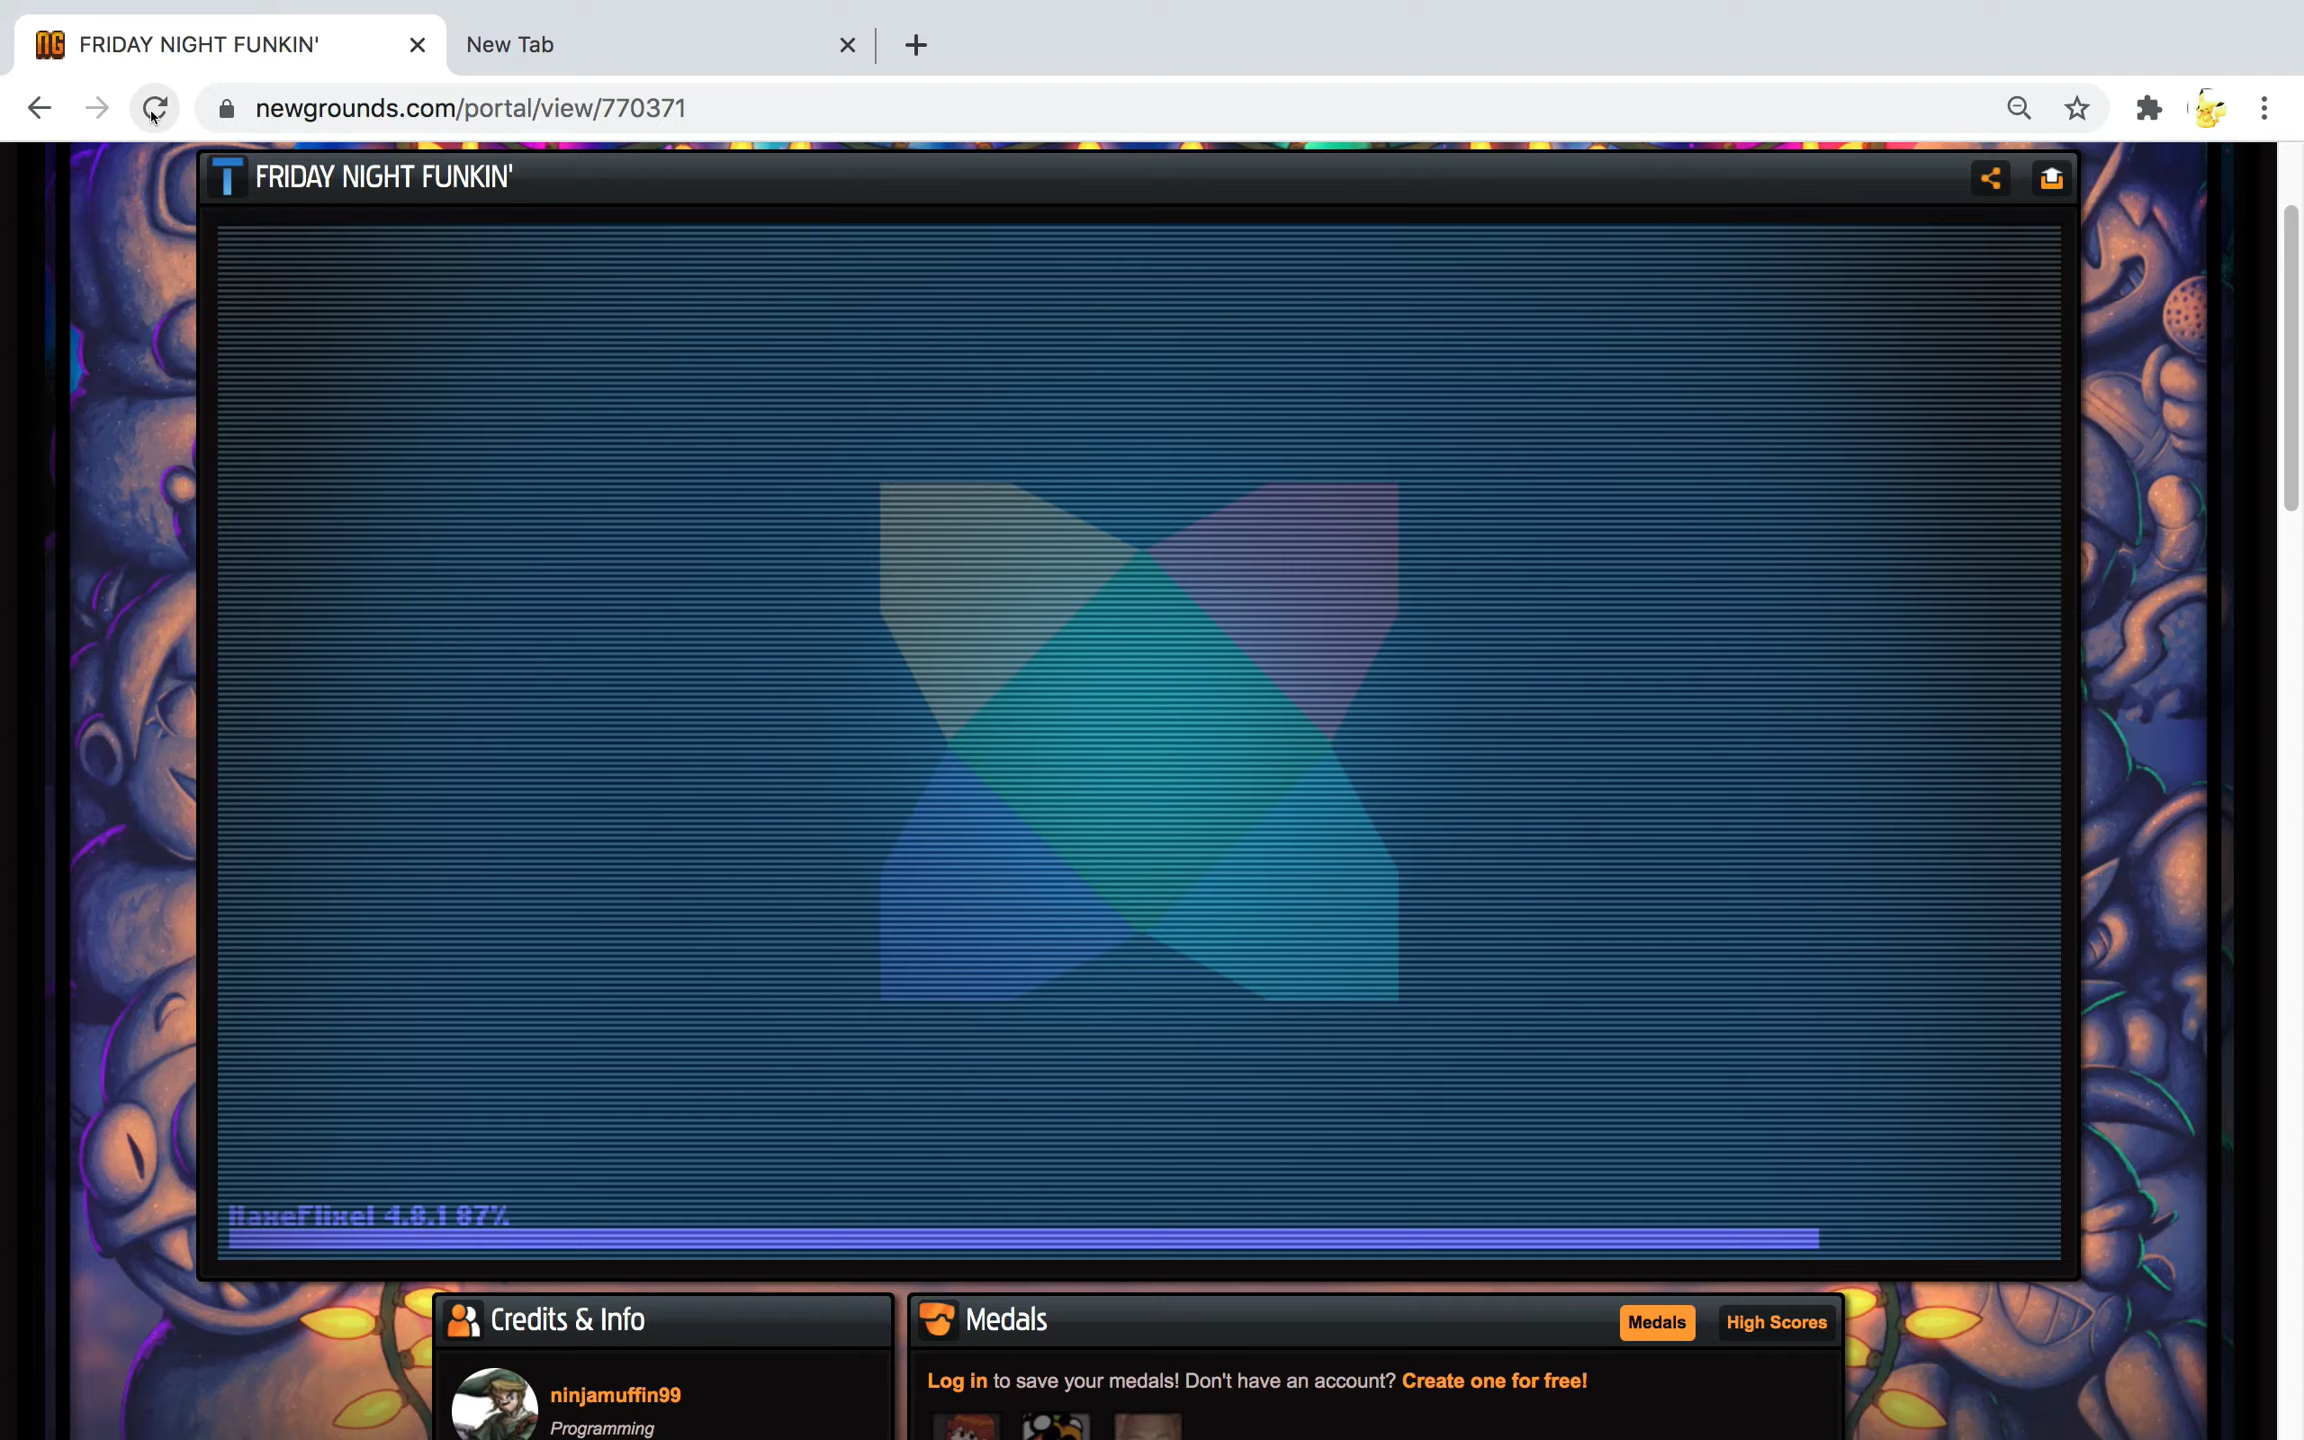 FRIDAY NIGHT FUNKIN'
New Tab
newgrounds.com/portal/view/770371
FRIDAY NIGHT FUNKIN'
HaxeFlixel 4.8.1 87%
Credits & Info
ninjamuffin99
Programming
Medals
Medals
High Scores
Log in to save your medals! Don't have an account? Create one for free!